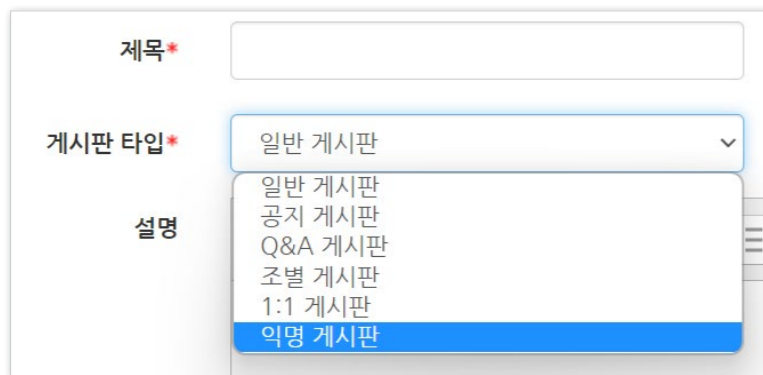 제목*
게시판 타입*
일반 게시판
일반 게시판
공지 게시판
Q&A 게시판
조별 게시판
1:1 게시판
익명 게시판
설명